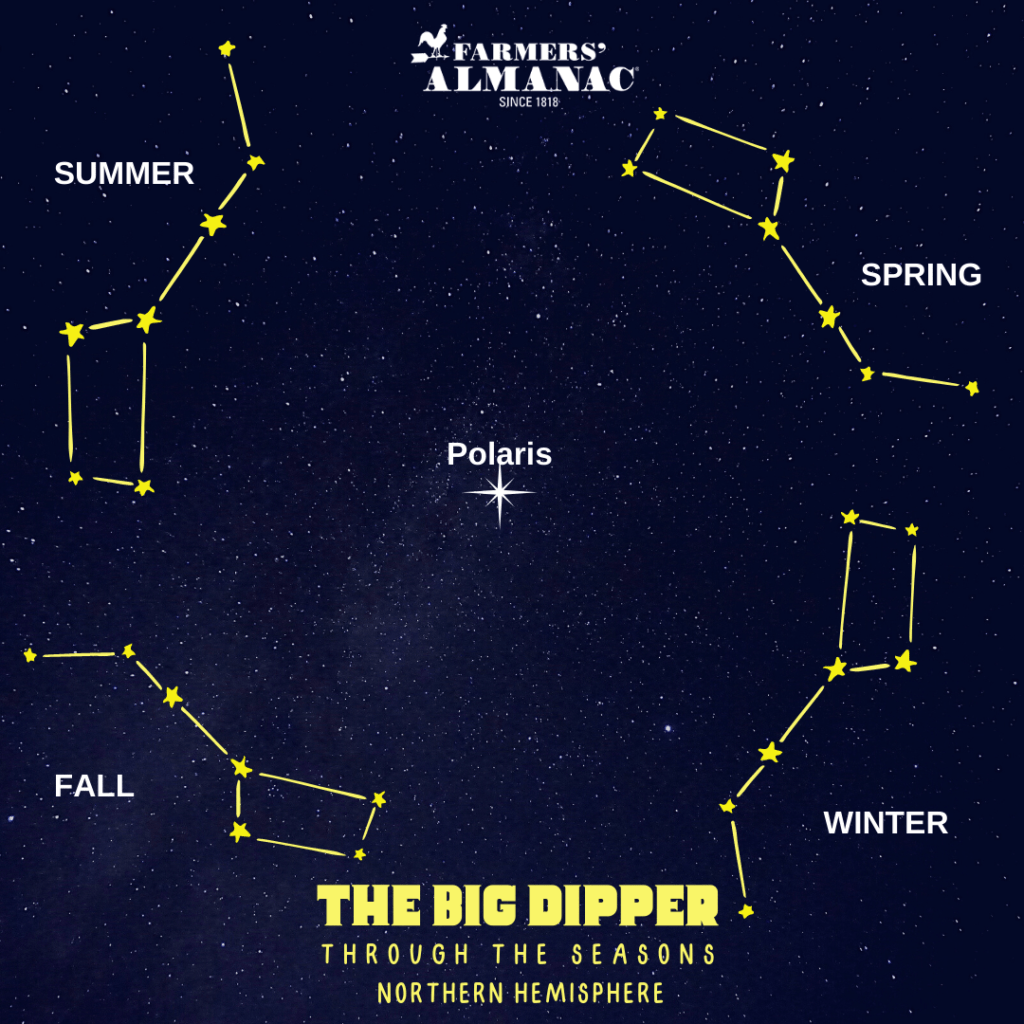 FARMERS'
ALMANAC
SINCE 1818
SUMMER
SPRING
Polaris
FALL
WINTER
THE BIG DIPPER
THROUGH THE SEASONS
NORTHERN HEMISPHERE